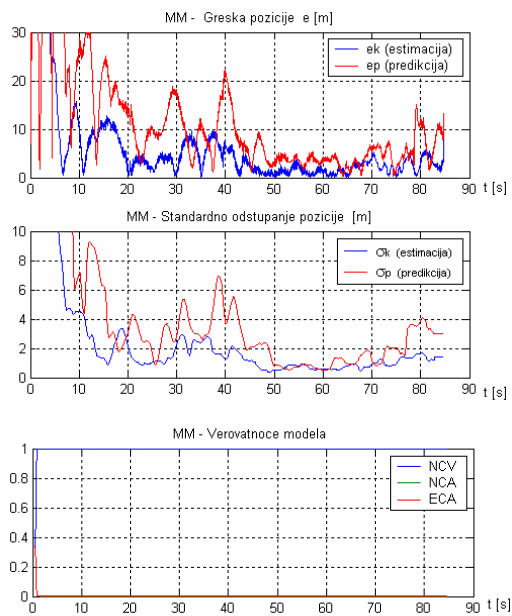 MM - Greska pozicije e [m]
30
20
10
0
ek (estimacija)
ep (predikcija)
0 10 20 30 40 50 60 70 80 90
t [s]
MM - Standardno odstupanje pozicije [m]
10
8
6
4
2
0
σk (estimacija)
σp (predikcija)
0 10 20 30 40 50 60 70 80 90
t [s]
MM - Verovatnoce modela
1
0.8
0.6
0.4
0.2
0
NCV
NCA
ECA
0 10 20 30 40 50 60 70 80 90
t [s]